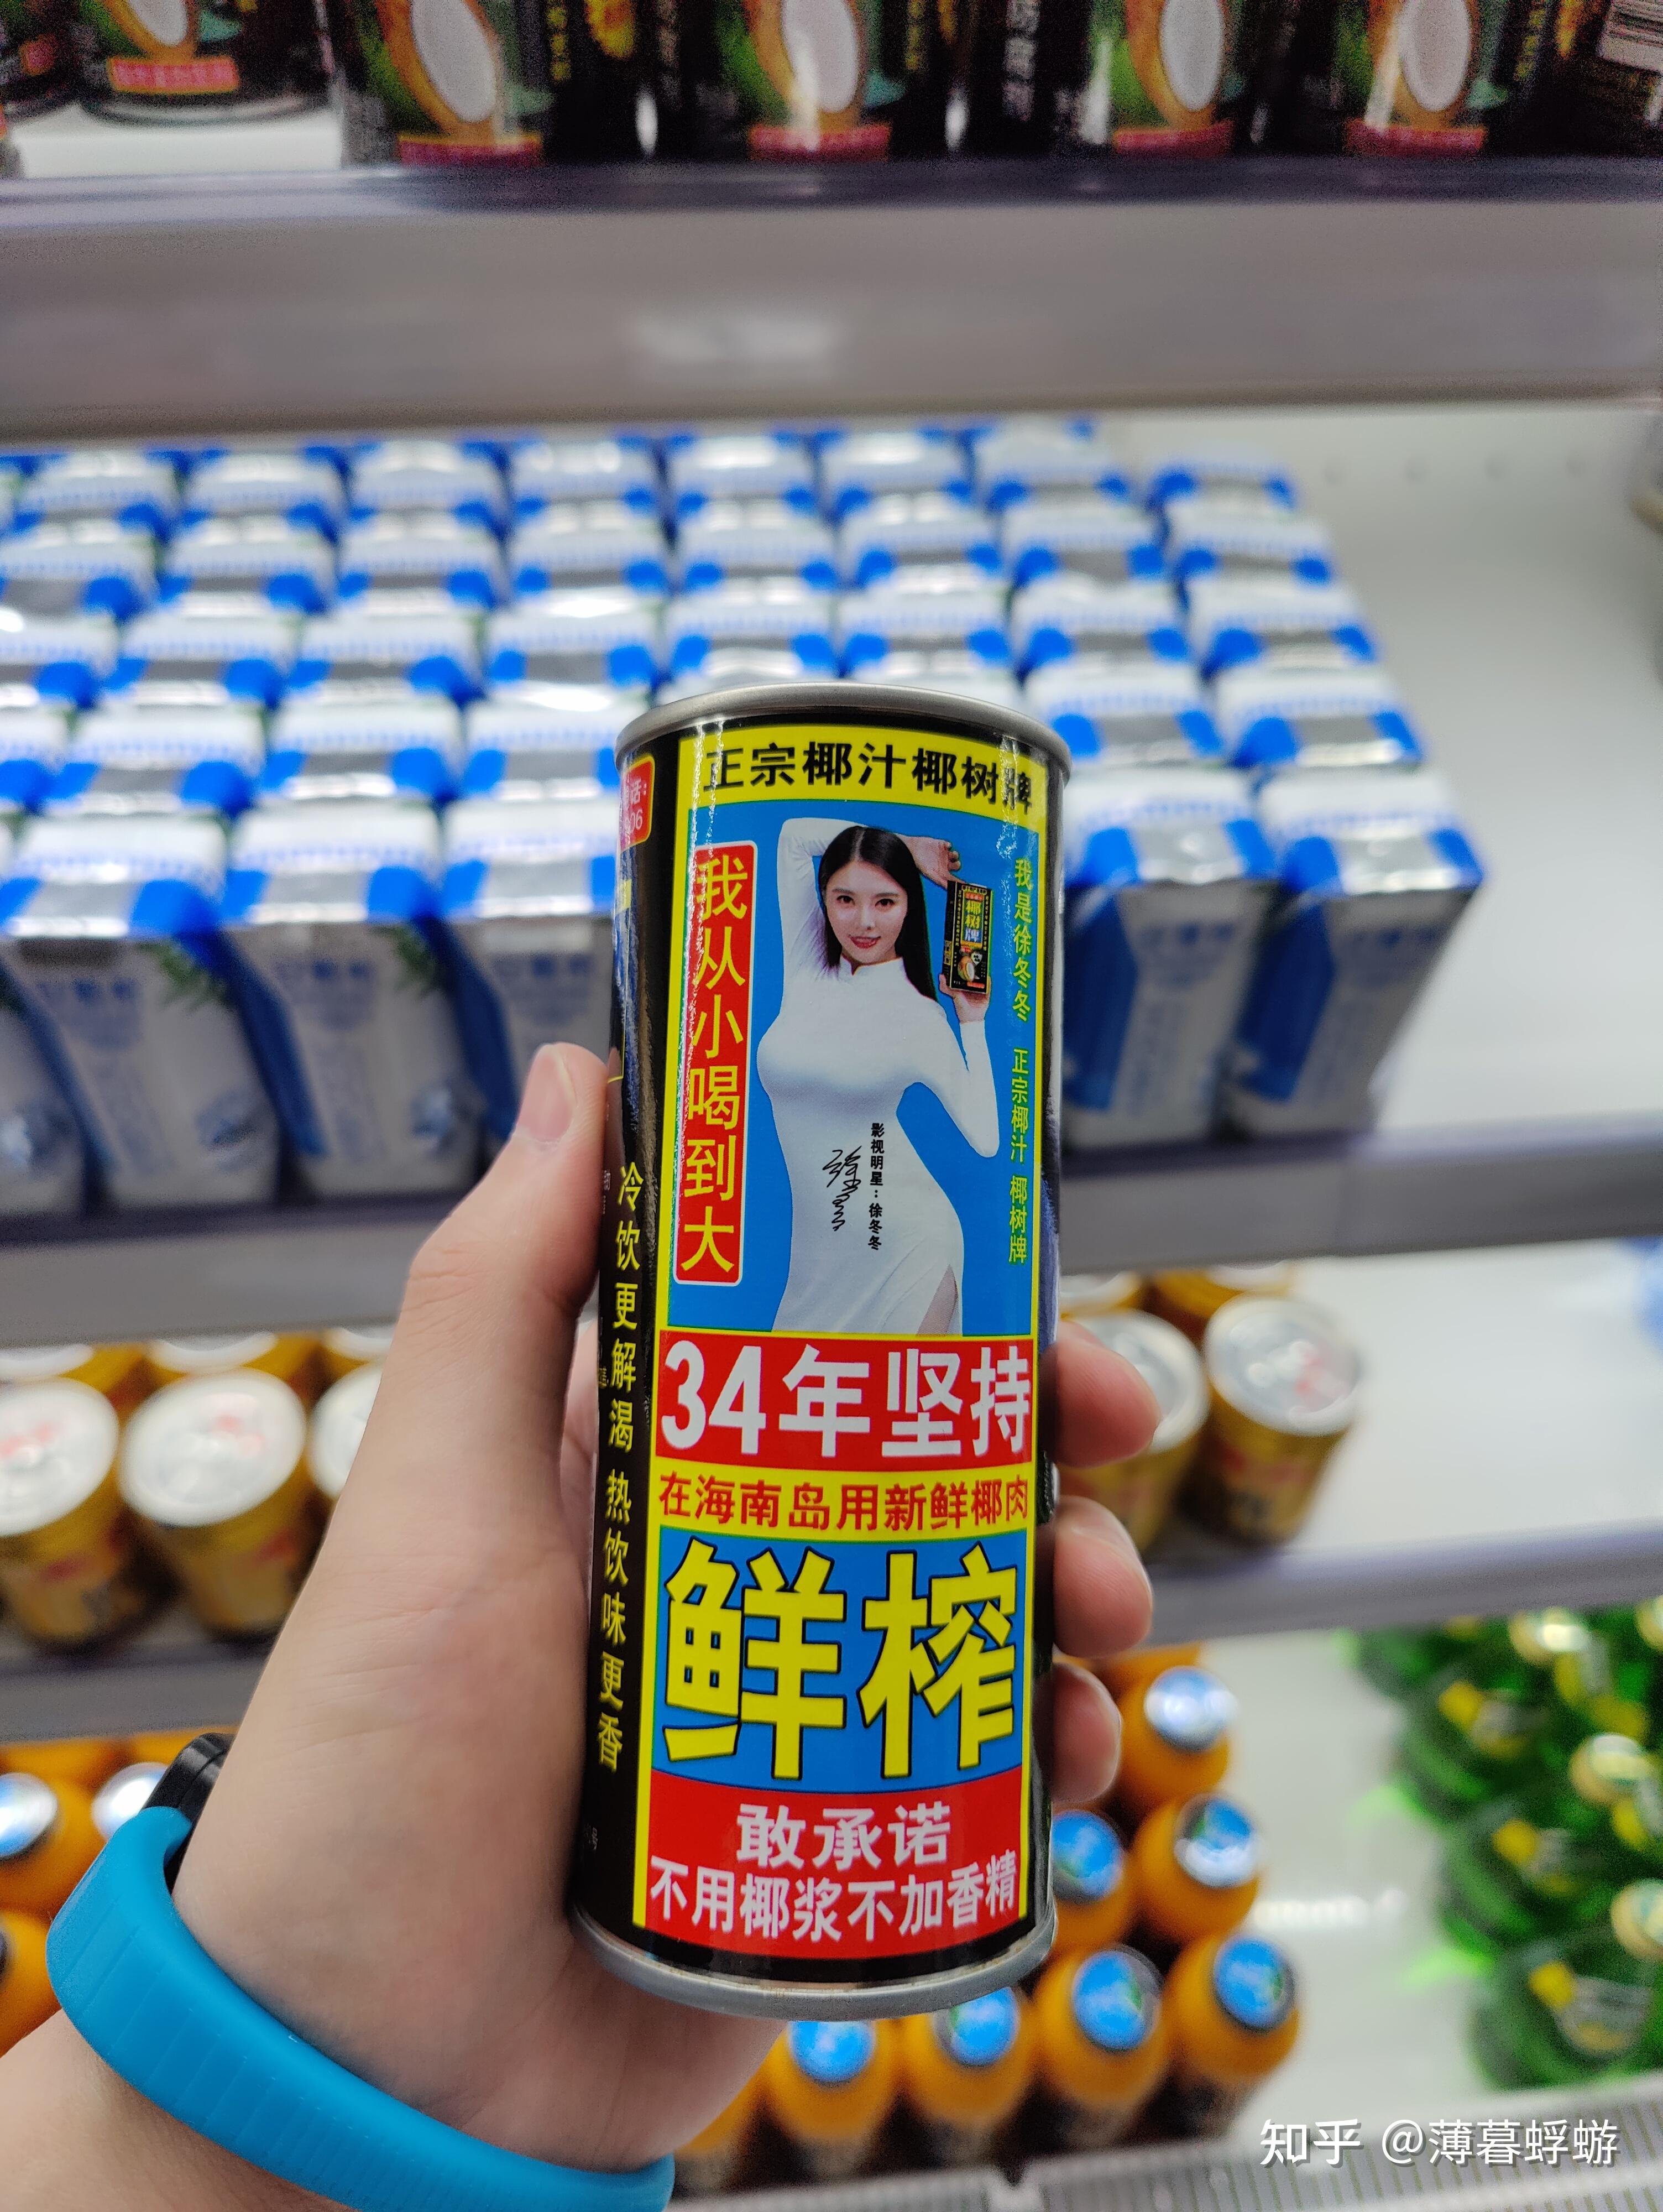 正宗椰汁椰树牌
我从小喝到大
我是徐冬冬 正宗椰汁 椰树牌
椰树牌
影视明星：徐冬冬
34年坚持
在海南岛用新鲜椰肉
鲜榨
敢承诺
不用椰浆不加香精
冷饮更解渴 热饮味更香
知乎 @薄暮蜉蝣